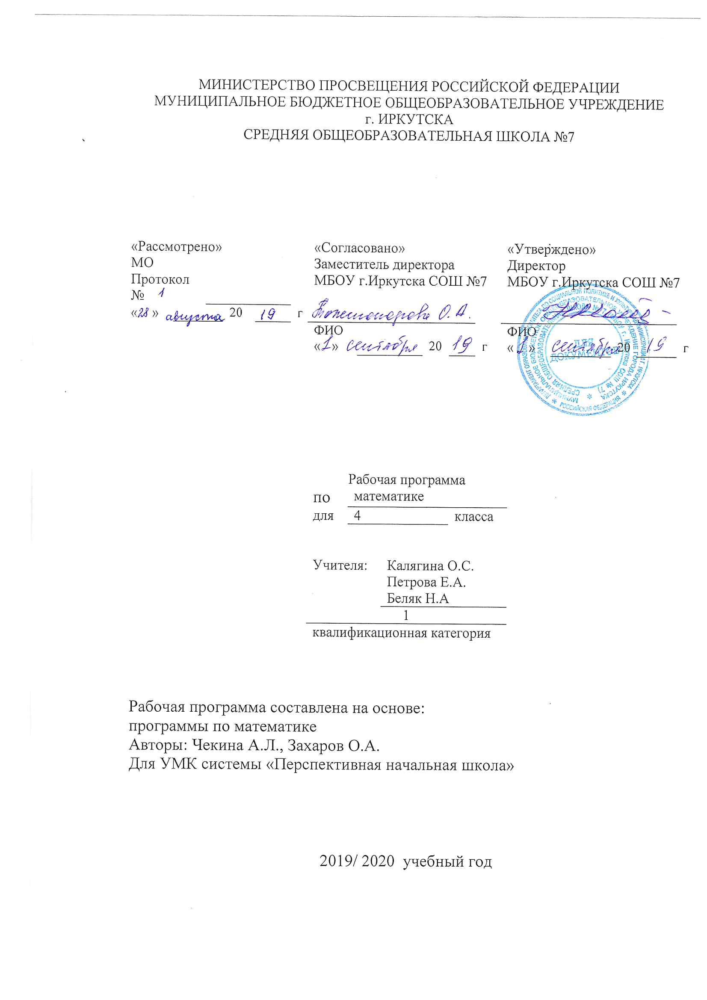 МИНИСТЕРСТВО ПРОСВЕЩЕНИЯ РОССИЙСКОЙ ФЕДЕРАЦИИ
МУНИЦИПАЛЬНОЕ БЮДЖЕТНОЕ ОБЩЕОБРАЗОВАТЕЛЬНОЕ УЧРЕЖДЕНИЕ
г. ИРКУТСКА
СРЕДНЯЯ ОБЩЕОБРАЗОВАТЕЛЬНАЯ ШКОЛА №7
«Рассмотрено»
МО
Протокол
№ 1
«28» августа 20 19 г
«Согласовано»
Заместитель директора
МБОУ г.Иркутска СОШ №7
О.А.
ФИО
«1» сентября 20 19 г
«Утверждено»
Директор
МБОУ г.Иркутска СОШ №7
ФИО
«1» сентября 20 19 г
ДЛЯ
ДОКУМЕНТОВ
РОССИЙСКАЯ ФЕДЕРАЦИЯ
Рабочая программа
по математике
для 4 класса
Учителя: Калягина О.С.
Петрова Е.А.
Беляк Н.А
1
квалификационная категория
Рабочая программа составлена на основе:
программы по математике
Авторы: Чекина А.Л., Захаров О.А.
Для УМК системы «Перспективная начальная школа»
2019/ 2020 учебный год